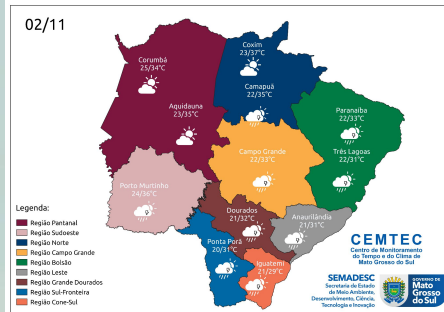 02/11
Coxim
23/37°C
Corumbá
25/34°C
Camapuã
22/35°C
Aquidauna
23/35°C
Paranaíba
22/33°C
Campo Grande
22/33°C
Três Lagoas
22/31°C
Porto Murtinho
24/36°C
Dourados
21/32°C
Anaurilândia
21/31°C
Ponta Porã
20/31°C
Iguatemi
21/29°C
Legenda:
Região Pantanal
Região Sudoeste
Região Norte
Região Campo Grande
Região Bolsão
Região Leste
Região Grande Dourados
Região Sul-Fronteira
Região Cone-Sul
CEMTEC
Centro de Monitoramento
do Tempo e do Clima de
Mato Grosso do Sul
SEMADESC
Secretaria de Estado
de Meio Ambiente,
Desenvolvimento, Ciência,
Tecnologia e Inovação
GOVERNO DE
Mato
Grosso
do Sul